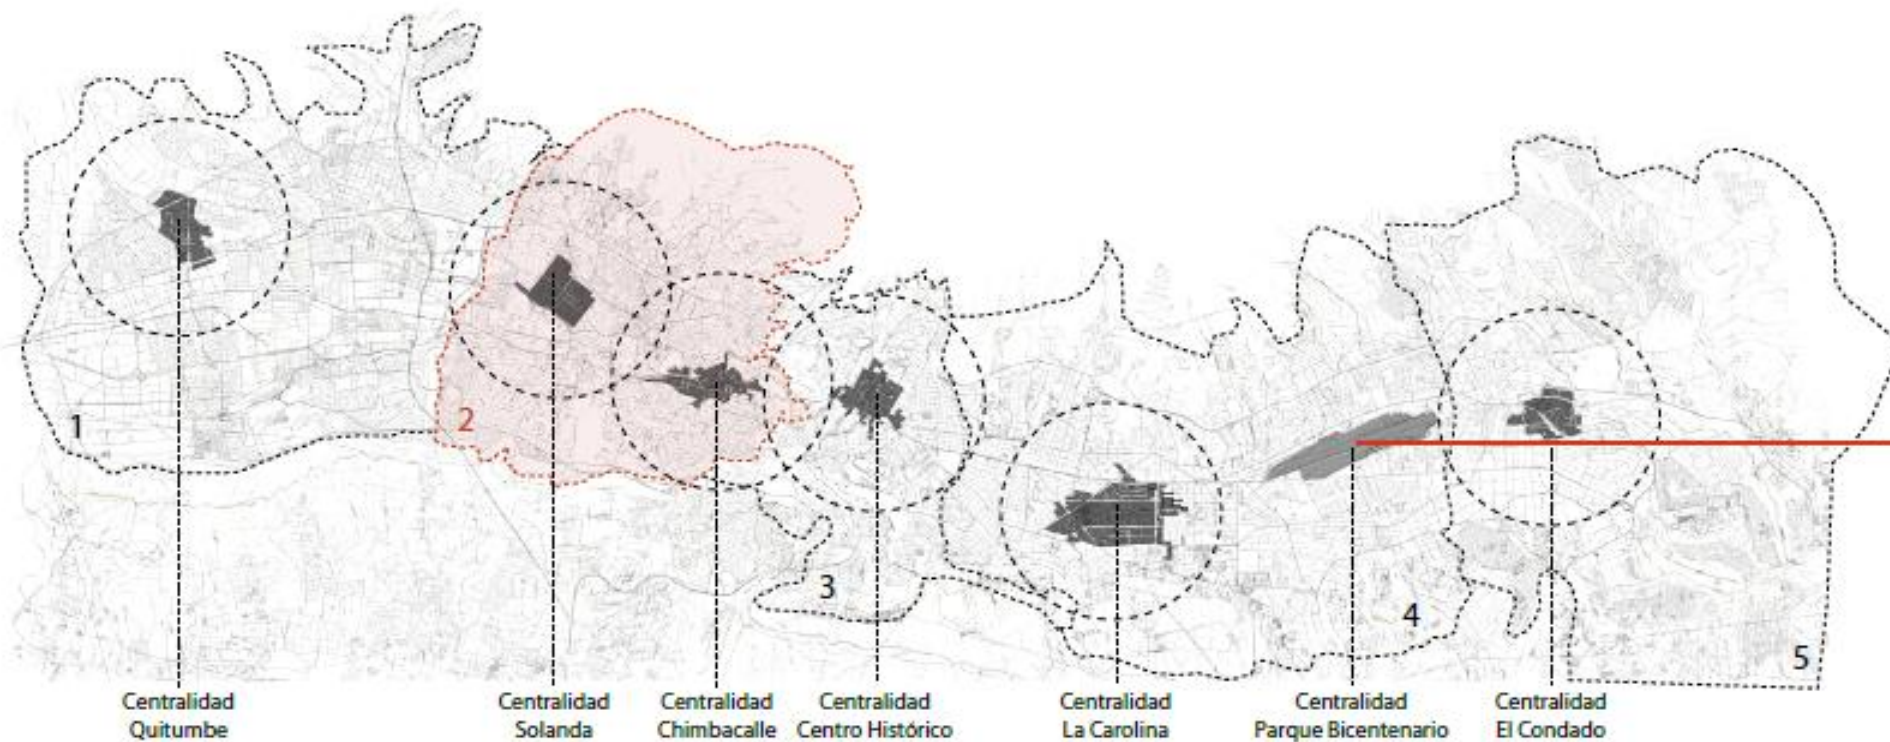 1
2
3
4
5
Centralidad
Quitumbe
Centralidad
Solanda
Centralidad
Chimbacalle
Centralidad
Centro Histórico
Centralidad
La Carolina
Centralidad
Parque Bicentenario
Centralidad
El Condado